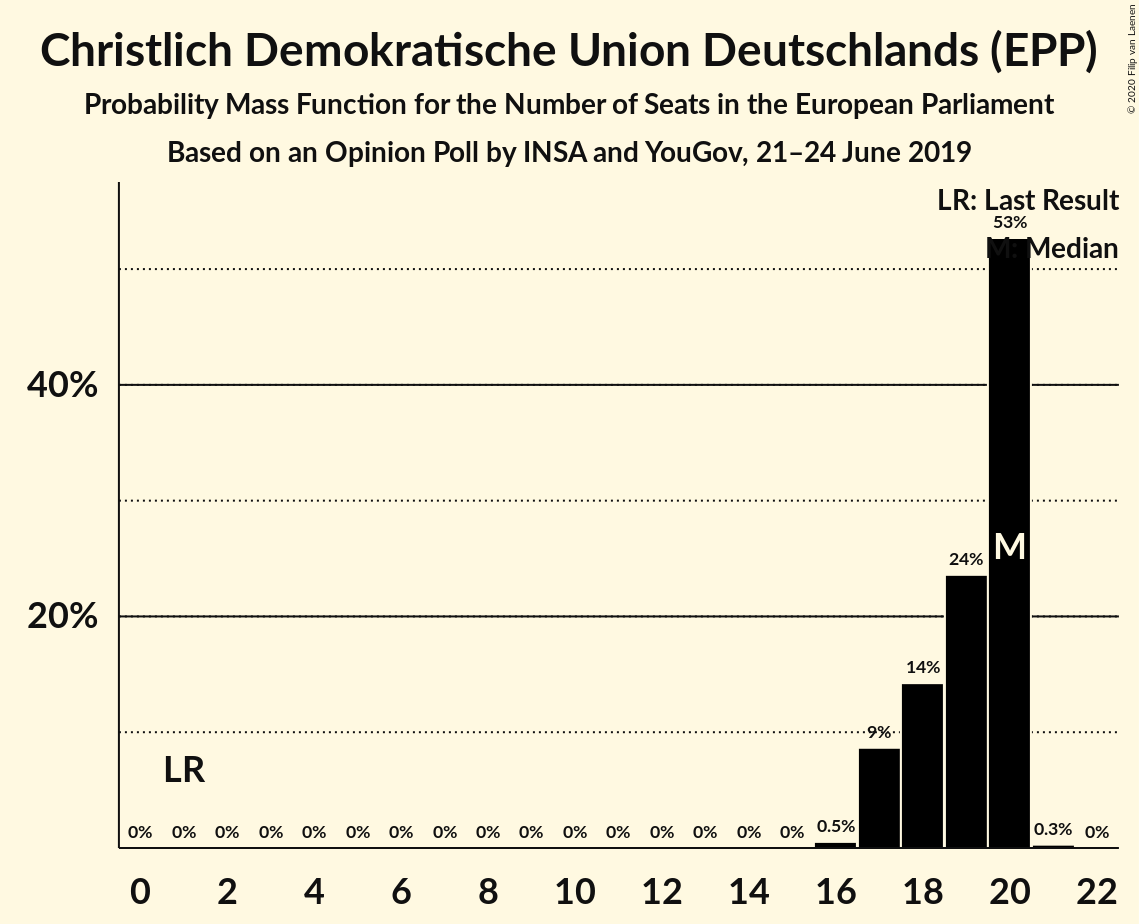 Christlich Demokratische Union Deutschlands (EPP)
Probability Mass Function for the Number of Seats in the European Parliament
Based on an Opinion Poll by INSA and YouGov, 21–24 June 2019
© 2020 Filip van Laenen
LR: Last Result
53%
M: Median
40%
M
24%
20%
14%
9%
LR
0% 0% 0% 0% 0% 0% 0% 0% 0% 0% 0% 0% 0% 0% 0% 0% 0.5% 0.3% 0%
0 2 4 6 8 10 12 14 16 18 20 22